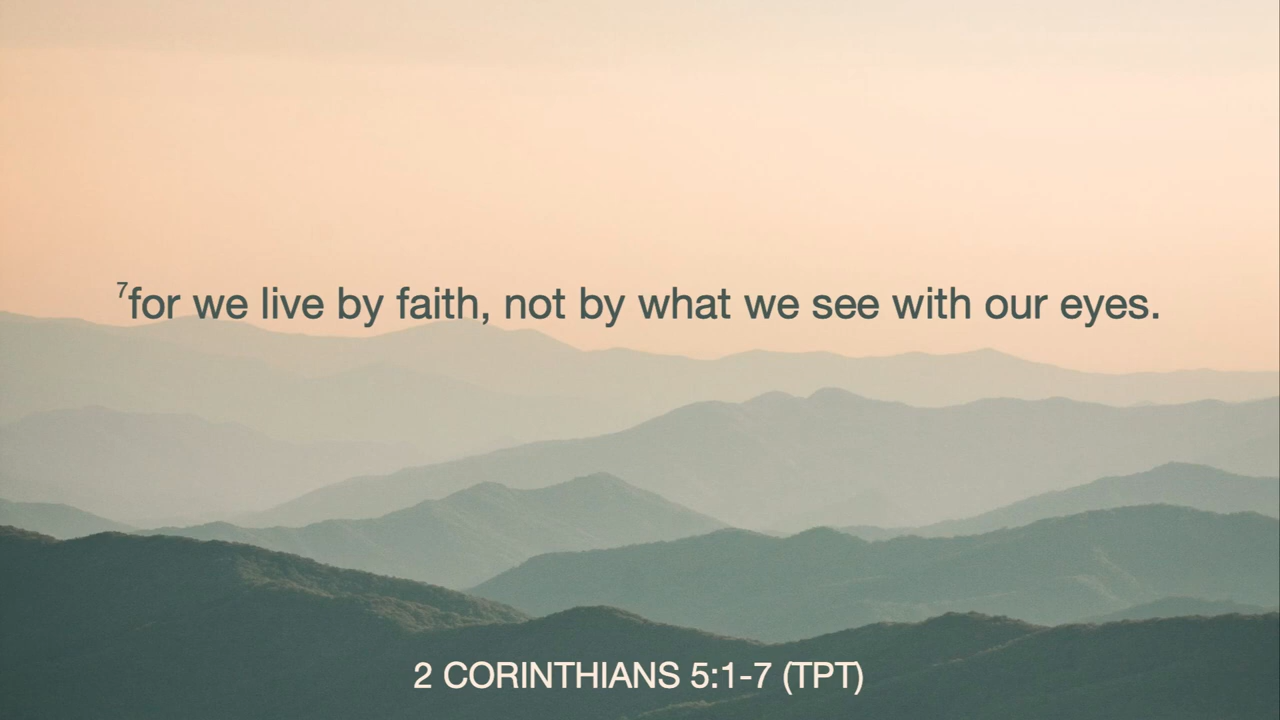 ⁷for we live by faith, not by what we see with our eyes.
2 CORINTHIANS 5:1-7 (TPT)